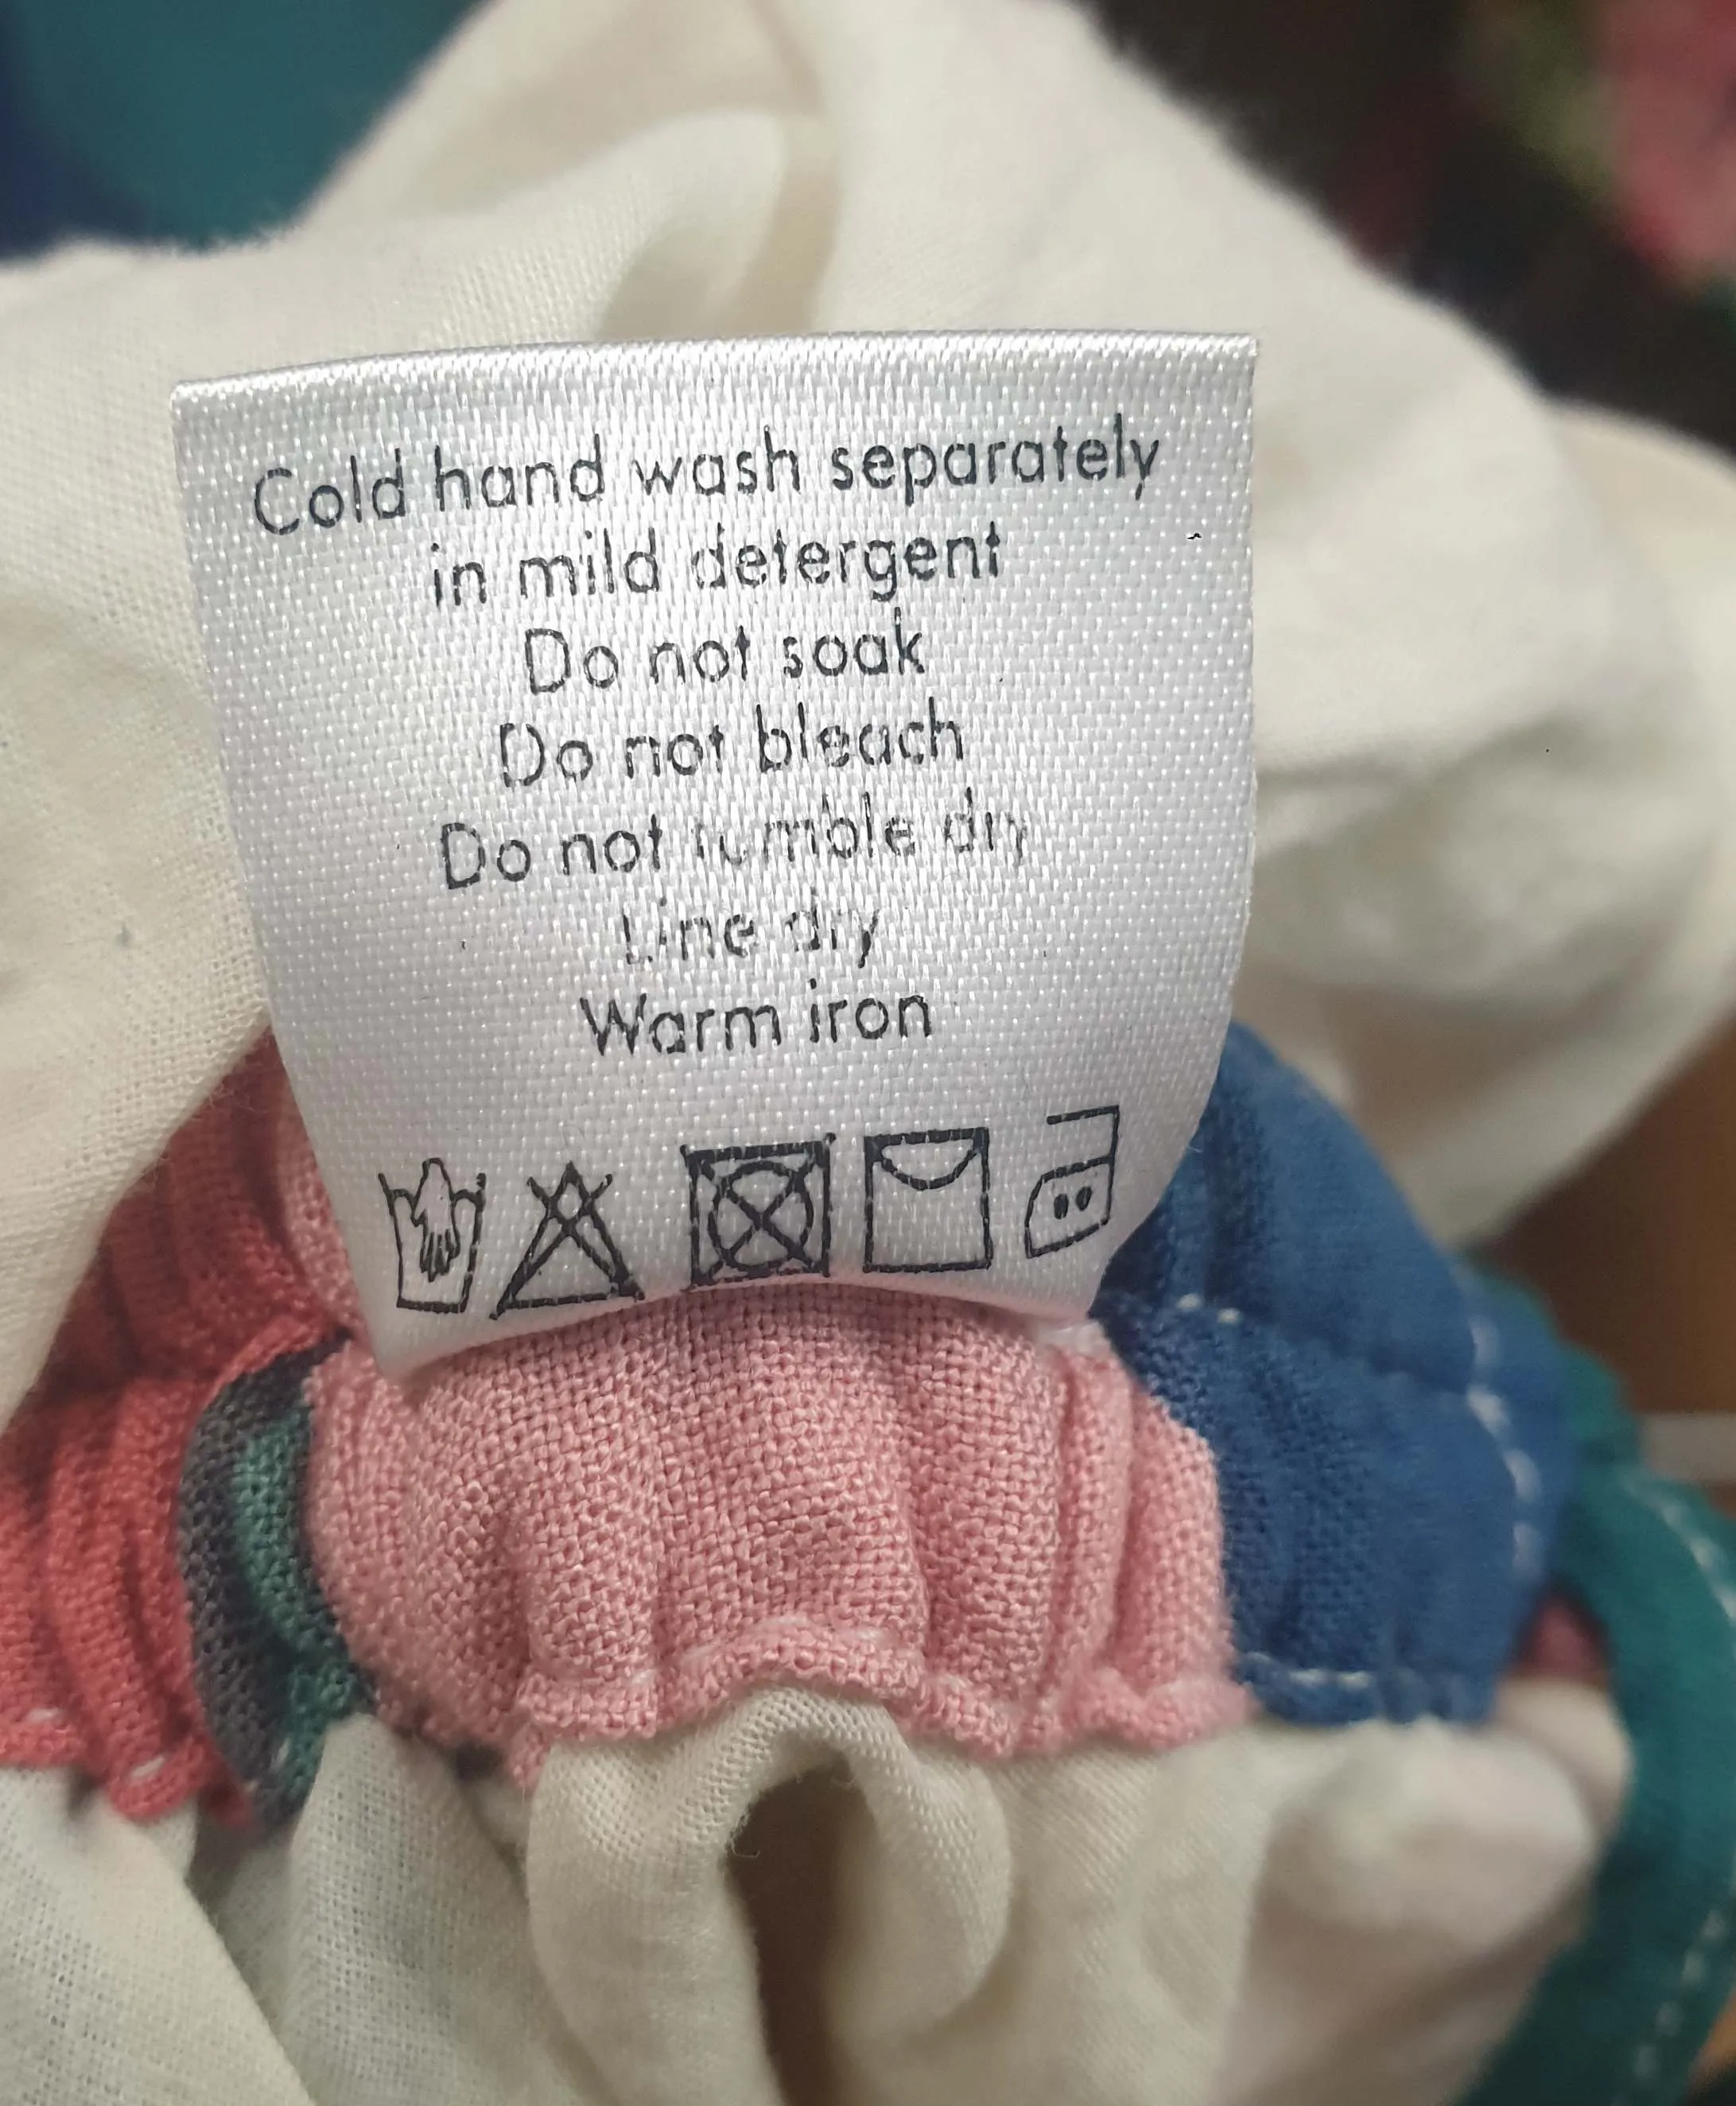 Cold hand wash separately
in mild detergent
Do not soak
Do not bleach
Do not tumble dry
Line dry
Warm iron